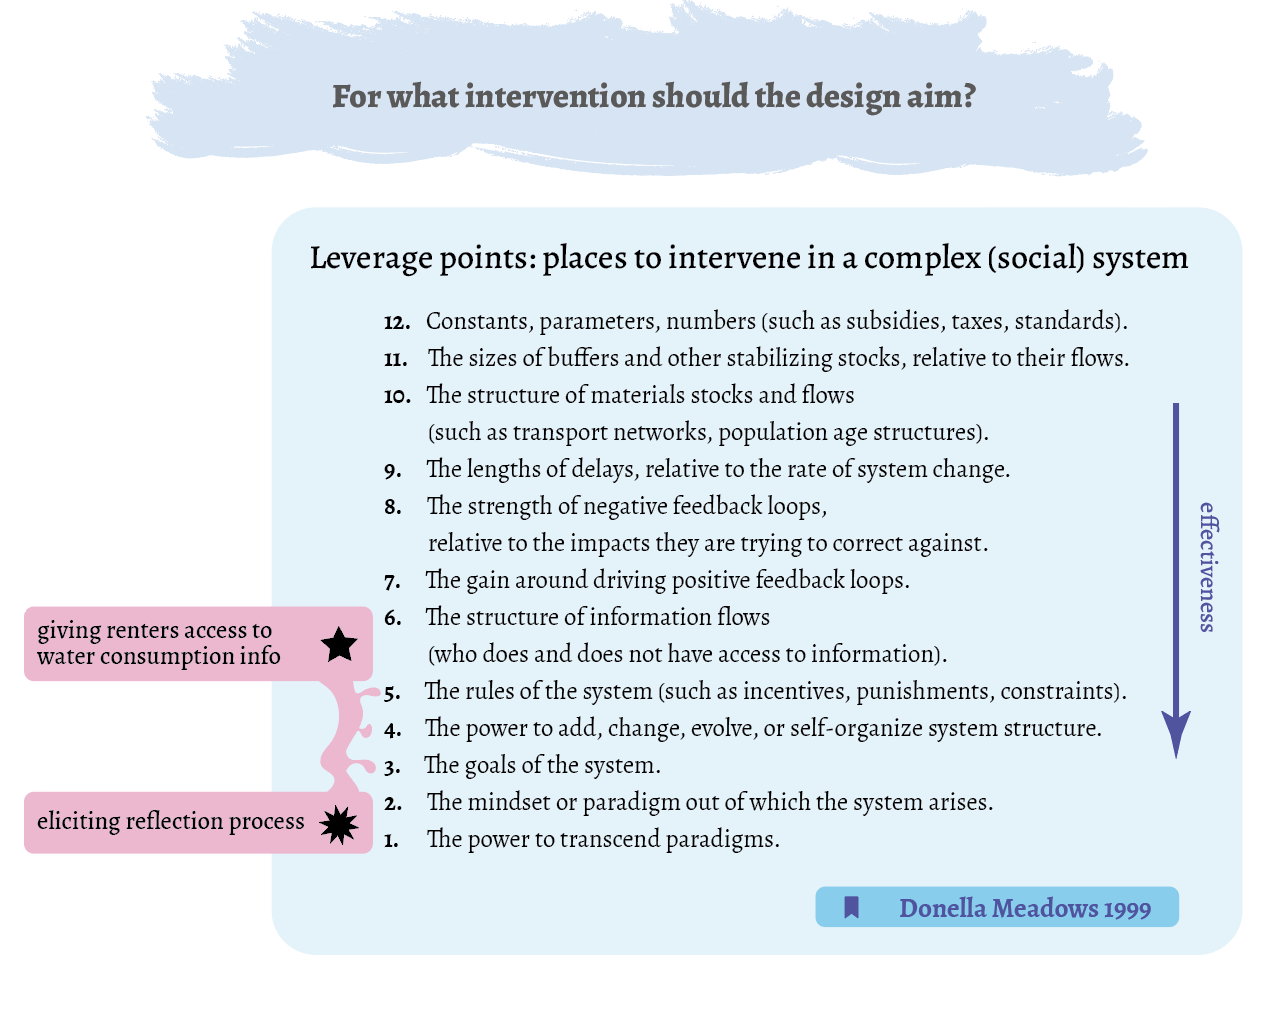 For what intervention should the design aim?
Leverage points: places to intervene in a complex (social) system
12. Constants, parameters, numbers (such as subsidies, taxes, standards).
11. The sizes of buffers and other stabilizing stocks, relative to their flows.
10. The structure of materials stocks and flows
(such as transport networks, population age structures).
9. The lengths of delays, relative to the rate of system change.
8. The strength of negative feedback loops,
relative to the impacts they are trying to correct against.
7. The gain around driving positive feedback loops.
6. The structure of information flows
(who does and does not have access to information).
5. The rules of the system (such as incentives, punishments, constraints).
4. The power to add, change, evolve, or self-organize system structure.
3. The goals of the system.
2. The mindset or paradigm out of which the system arises.
1. The power to transcend paradigms.
effectiveness
giving renters access to
water consumption info
eliciting reflection process
Donella Meadows 1999